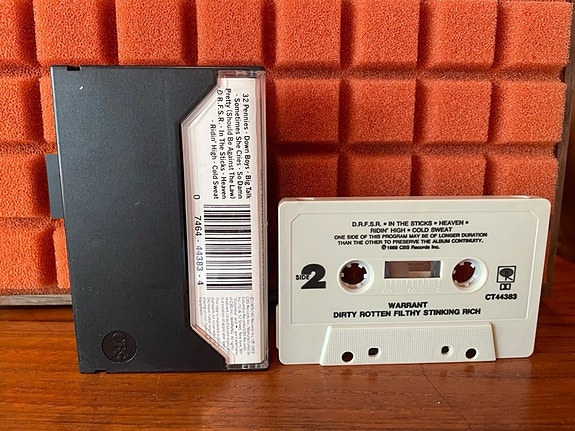 32 Pennies • Down Boys • Big Talk
• Sometimes She Cries • So Damn
Pretty (Should Be Against The Law)
D.R.F.S.R. • In The Sticks • Heaven
• Ridin' High • Cold Sweat
0 7464-44383-4
CBS
D.R.F.S.R. • IN THE STICKS • HEAVEN •
RIDIN' HIGH • COLD SWEAT
ONE SIDE OF THIS PROGRAM MAY BE OF LONGER DURATION
THAN THE OTHER TO PRESERVE THE ALBUM CONTINUITY.
℗ 1988 CBS Records Inc.
SIDE 2
CT44383
WARRANT
DIRTY ROTTEN FILTHY STINKING RICH